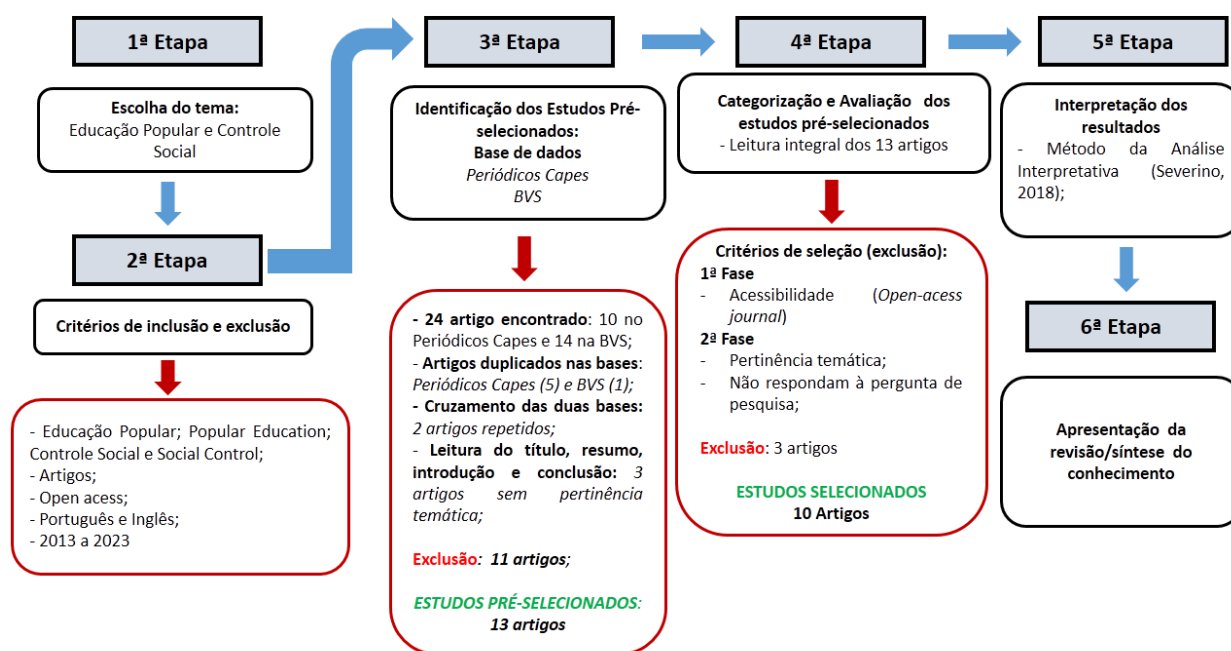 1ª Etapa
Escolha do tema:
Educação Popular e Controle
Social
2ª Etapa
Critérios de inclusão e exclusão
- Educação Popular; Popular Education;
Controle Social e Social Control;
- Artigos;
- Open acess;
- Português e Inglês;
- 2013 a 2023
3ª Etapa
Identificação dos Estudos Pré-
selecionados:
Base de dados
Periódicos Capes
BVS
- 24 artigo encontrado: 10 no
Periódicos Capes e 14 na BVS;
- Artigos duplicados nas bases:
Periódicos Capes (5) e BVS (1);
- Cruzamento das duas bases:
2 artigos repetidos;
- Leitura do título, resumo,
introdução e conclusão: 3
artigos sem pertinência
temática;
Exclusão: 11 artigos;
ESTUDOS PRÉ-SELECIONADOS:
13 artigos
4ª Etapa
Categorização e Avaliação dos
estudos pré-selecionados
- Leitura integral dos 13 artigos
Critérios de seleção (exclusão):
1ª Fase
- Acessibilidade (Open-acess
journal)
2ª Fase
- Pertinência temática;
- Não respondam à pergunta de
pesquisa;
Exclusão: 3 artigos
ESTUDOS SELECIONADOS
10 Artigos
5ª Etapa
Interpretação dos
resultados
- Método da Análise
Interpretativa (Severino,
2018);
6ª Etapa
Apresentação da
revisão/síntese do
conhecimento